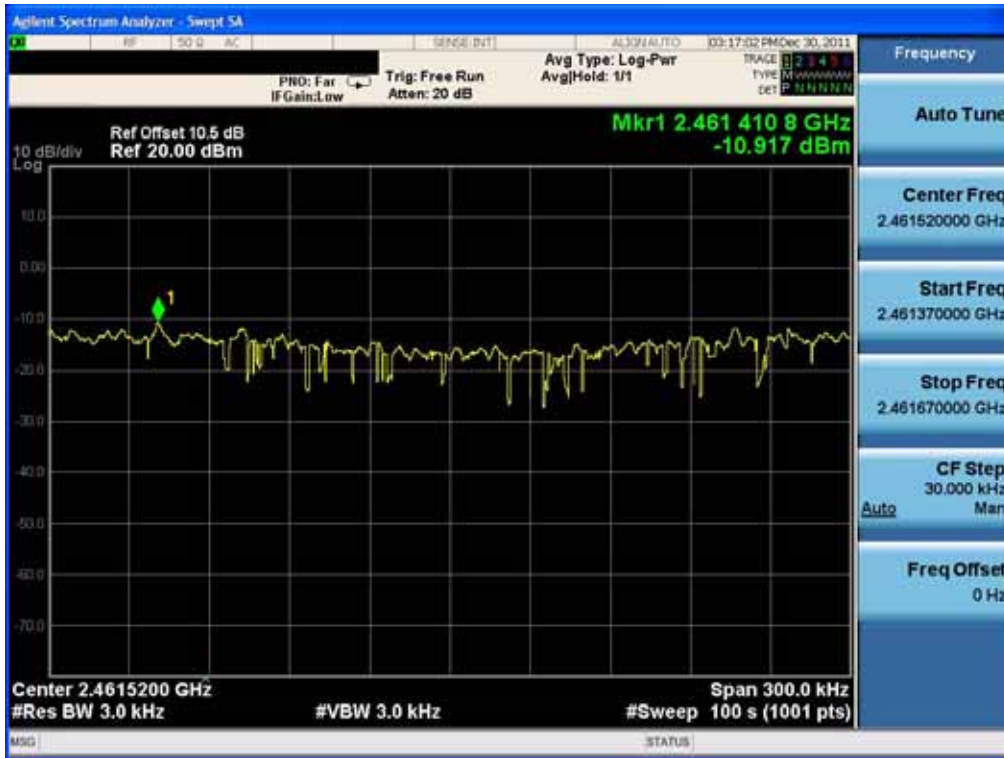 Agilent Spectrum Analyzer - Swept SA
RF 50 Ω AC SENSE:INT ALIGNAUTO 03:17:02 PM Dec 30, 2011
Frequency
PNO: Far
IFGain:Low
Trig: Free Run
Atten: 20 dB
Avg Type: Log-Pwr
Avg|Hold: 1/1
TRACE 1 2 3 4 5 6
TYPE M
DET P N N N N N
Auto Tune
Ref Offset 10.5 dB
Ref 20.00 dBm
10 dB/div
Log
Mkr1 2.461 410 8 GHz
-10.917 dBm
Center Freq
2.461520000 GHz
10.0
0.00
-10.0
-20.0
-30.0
-40.0
-50.0
-60.0
-70.0
1
Start Freq
2.461370000 GHz
Stop Freq
2.461670000 GHz
CF Step
30.000 kHz
Auto Man
Freq Offset
0 Hz
Center 2.4615200 GHz Span 300.0 kHz
#Res BW 3.0 kHz #VBW 3.0 kHz #Sweep 100 s (1001 pts)
MSG STATUS